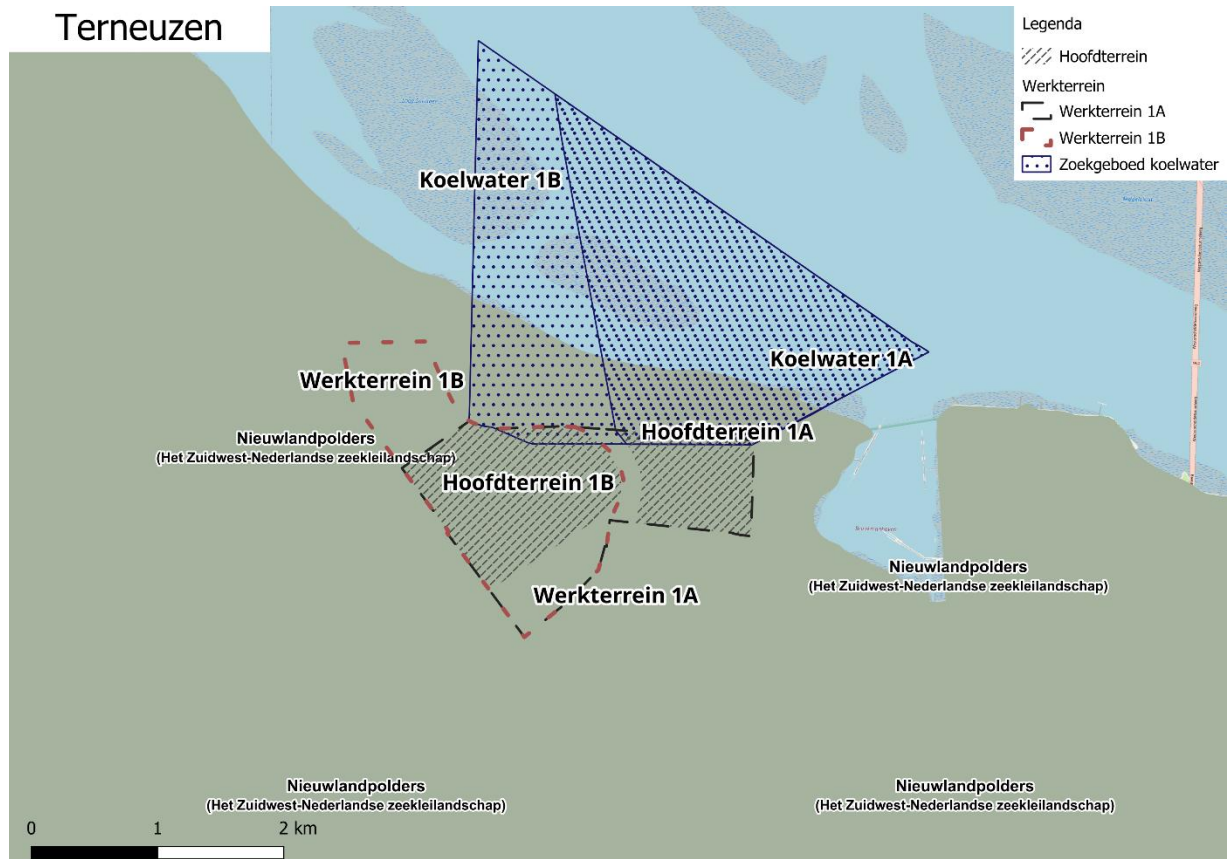 Terneuzen
Legenda
Hoofdterrein
Werkterrein
Werkterrein 1A
Werkterrein 1B
Zoekgeboed koelwater
Koelwater 1B
Koelwater 1A
Werkterrein 1B
Hoofdterrein 1A
Nieuwlandpolders
(Het Zuidwest-Nederlandse zeekleilandschap)
Hoofdterrein 1B
Nieuwlandpolders
(Het Zuidwest-Nederlandse zeekleilandschap)
Werkterrein 1A
Nieuwlandpolders
(Het Zuidwest-Nederlandse zeekleilandschap)
Nieuwlandpolders
(Het Zuidwest-Nederlandse zeekleilandschap)
0 1 2 km